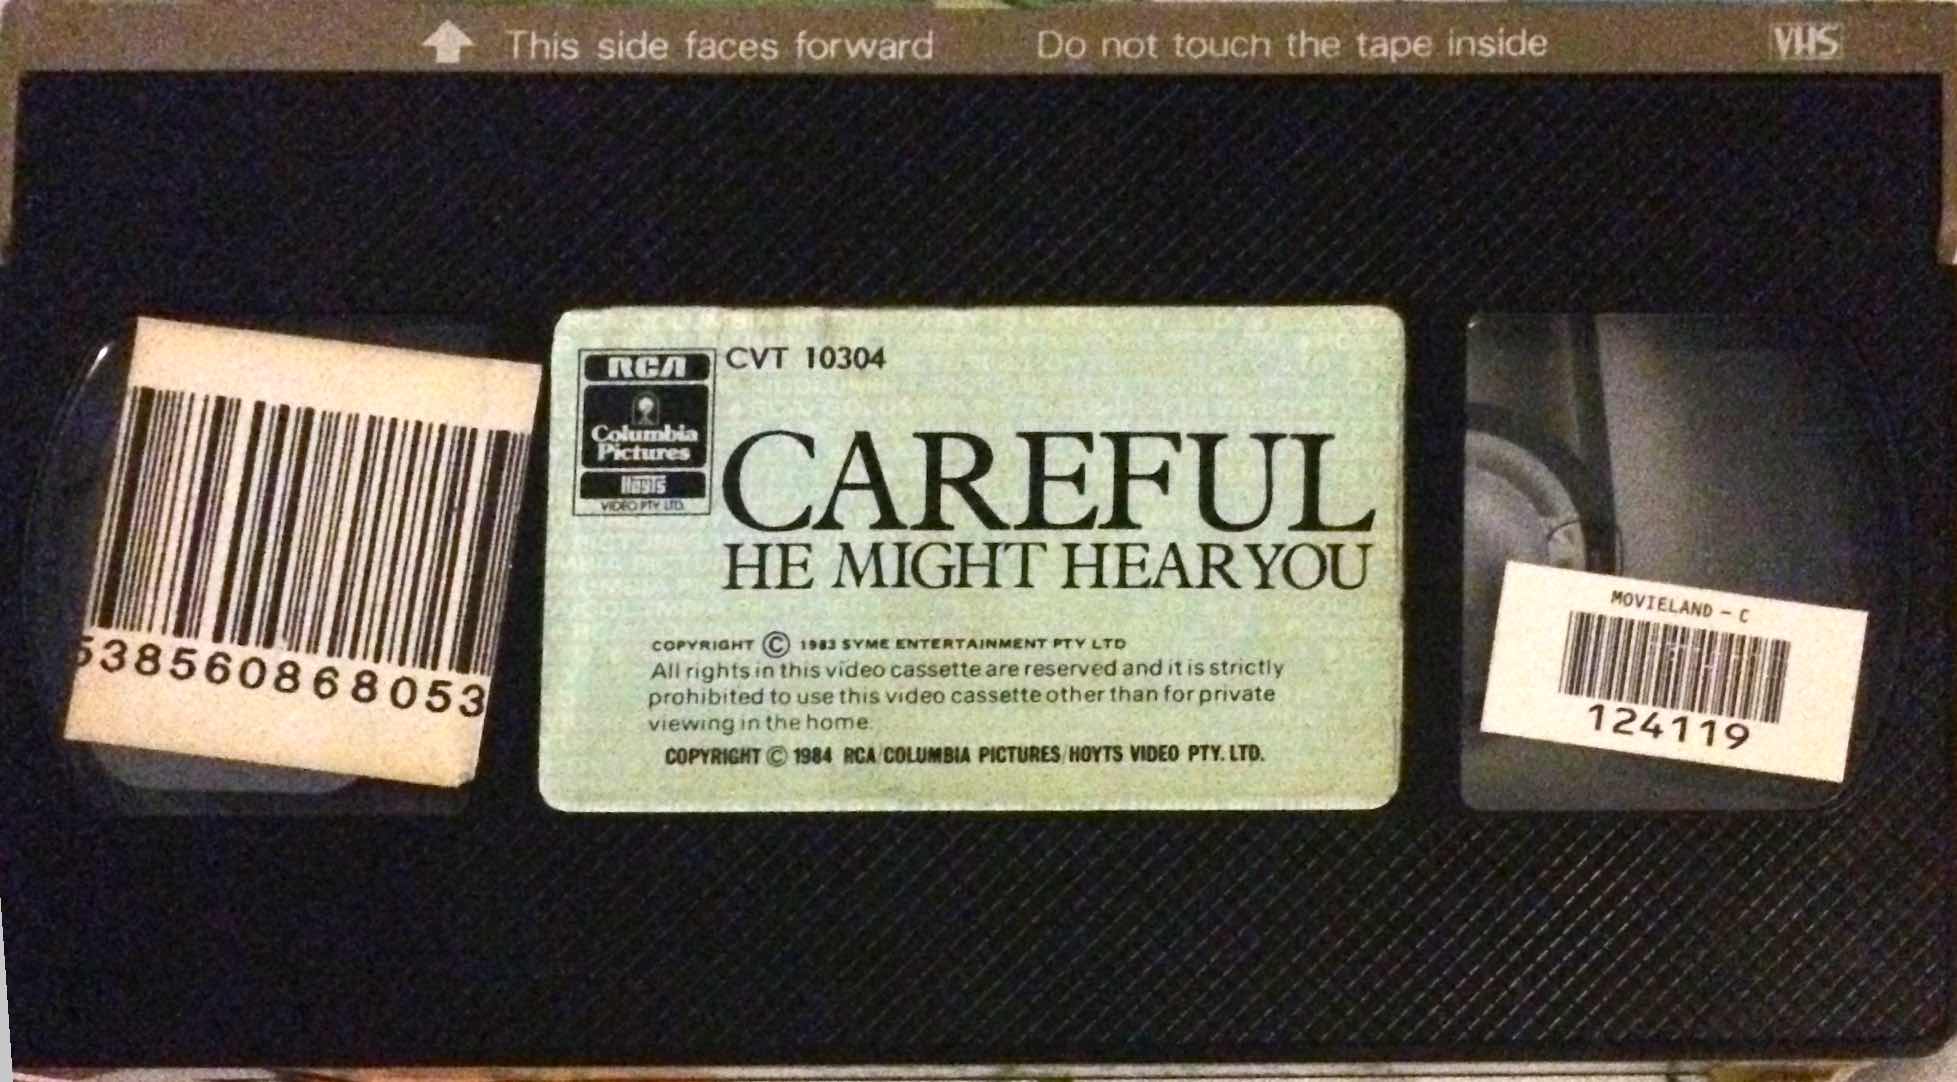 This side faces forward Do not touch the tape inside VHS
RCA
Columbia
Pictures
Hoyts
VIDEO PTY. LTD.
CVT 10304
CAREFUL
HE MIGHT HEAR YOU
COPYRIGHT © 1983 SYME ENTERTAINMENT PTY LTD
All rights in this video cassette are reserved and it is strictly
prohibited to use this video cassette other than for private
viewing in the home.
COPYRIGHT © 1984 RCA/COLUMBIA PICTURES/HOYTS VIDEO PTY. LTD.
538560868053
MOVIELAND - C
124119